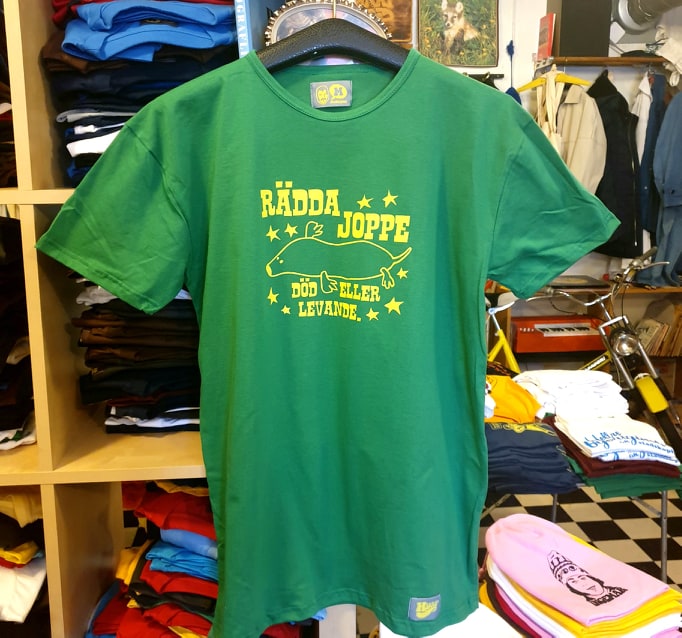 RÄDDA
JOPPE
DÖD ELLER
LEVANDE.